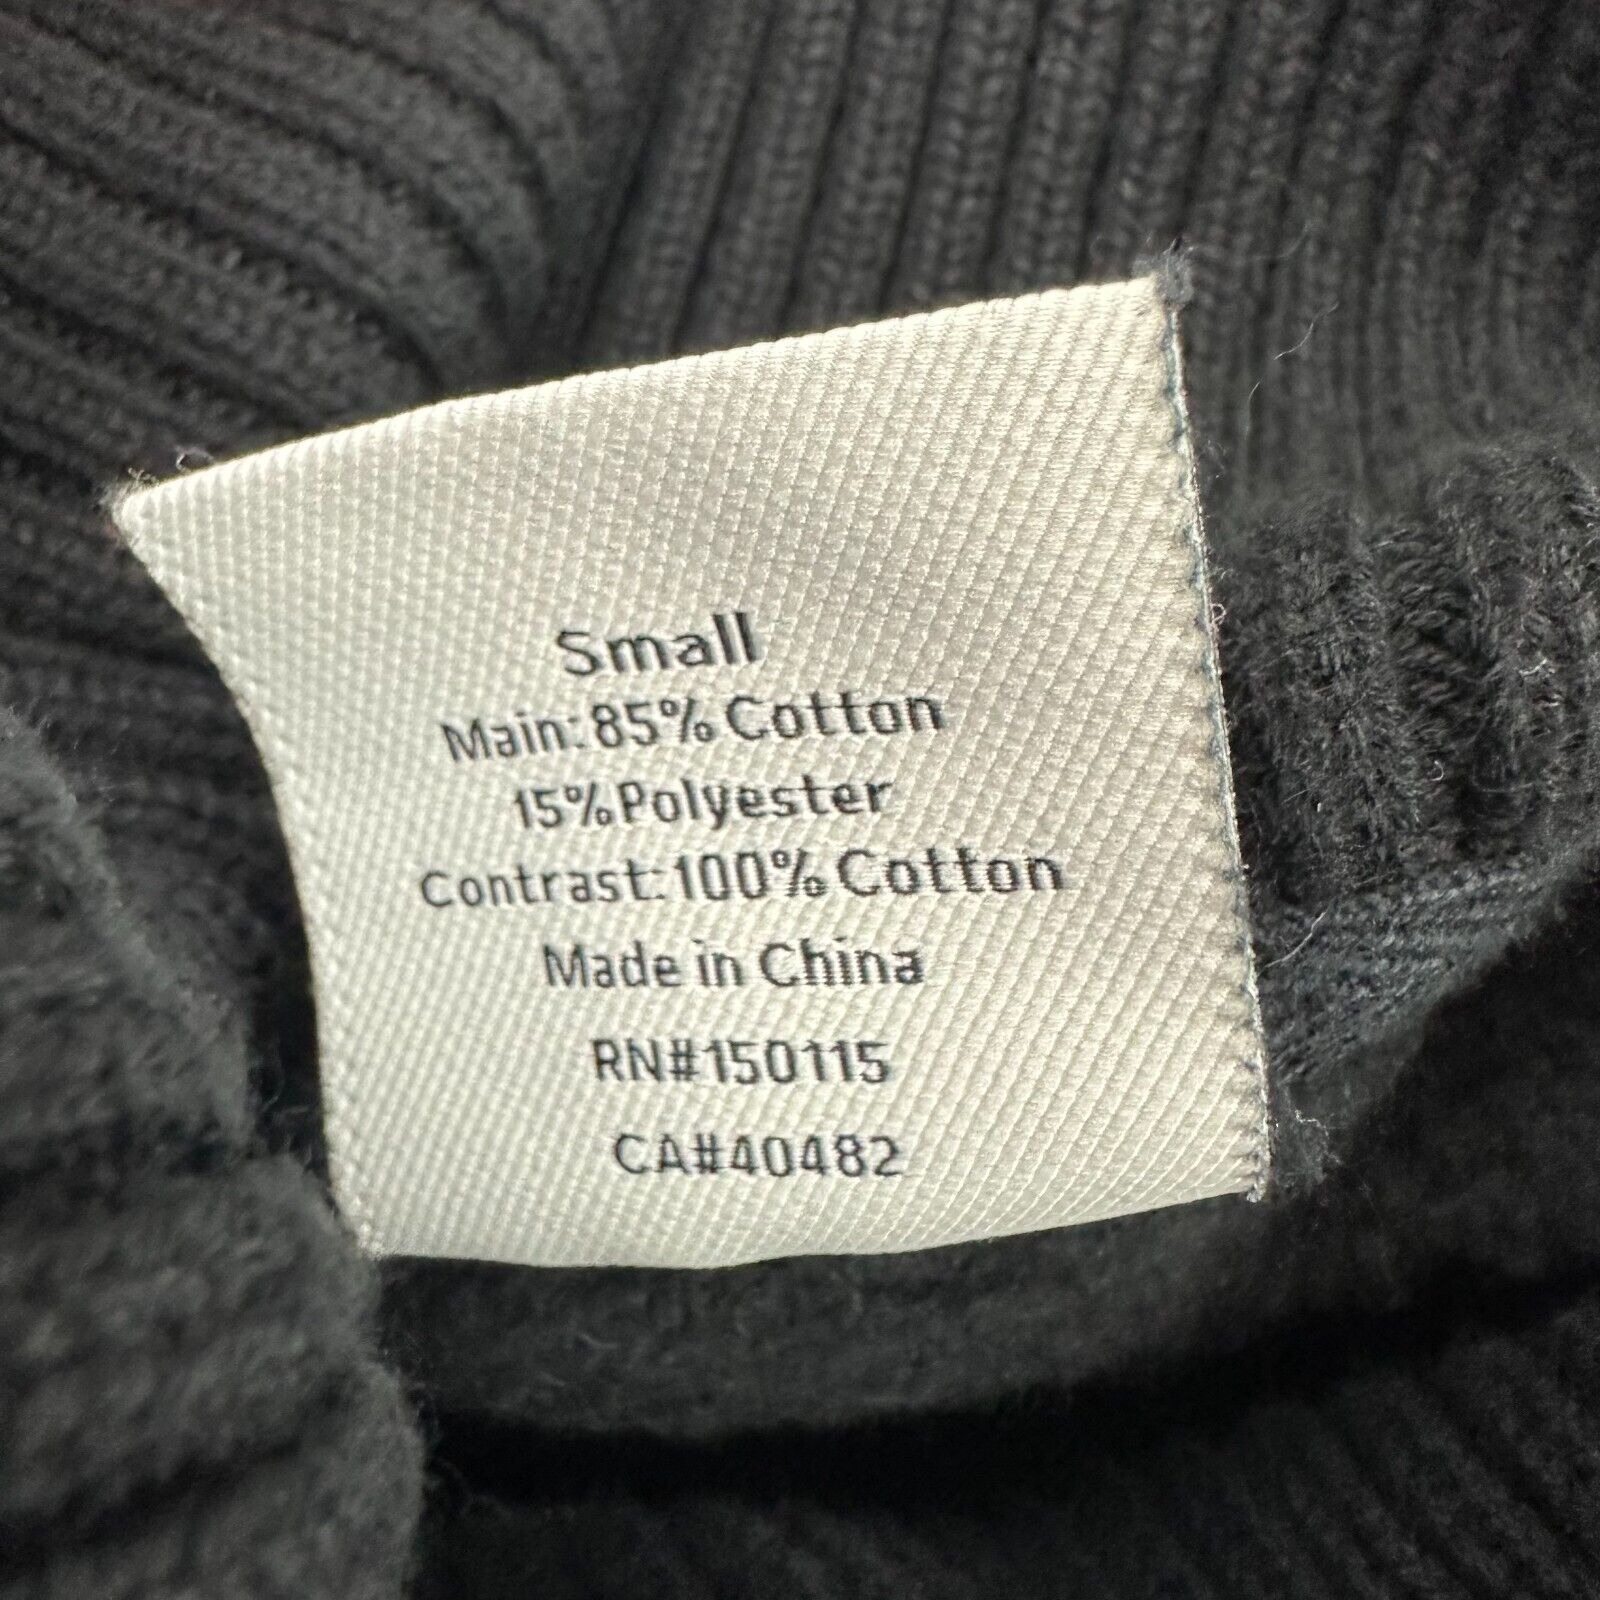 Small
Main: 85% Cotton
15% Polyester
Contrast: 100% Cotton
Made in China
RN#150115
CA#40482